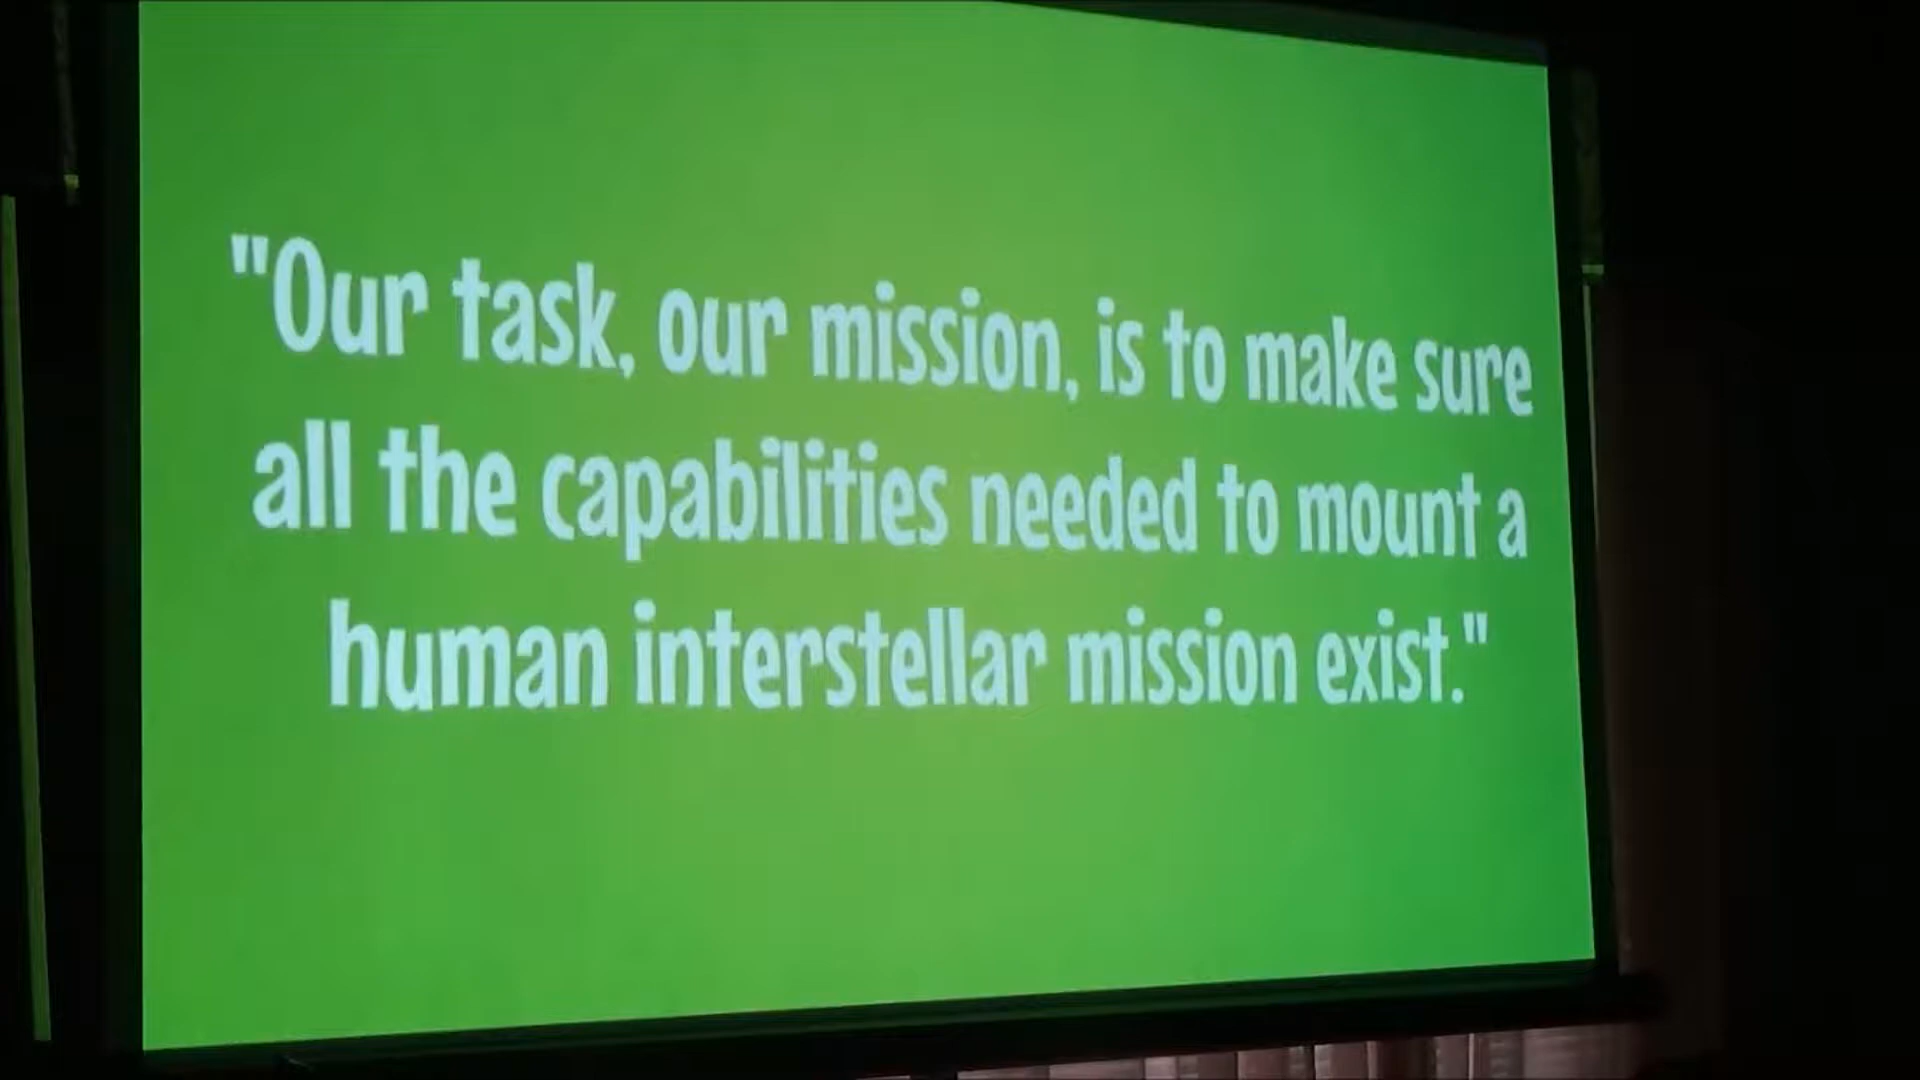 "Our task, our mission, is to make sure
all the capabilities needed to mount a
human interstellar mission exist."